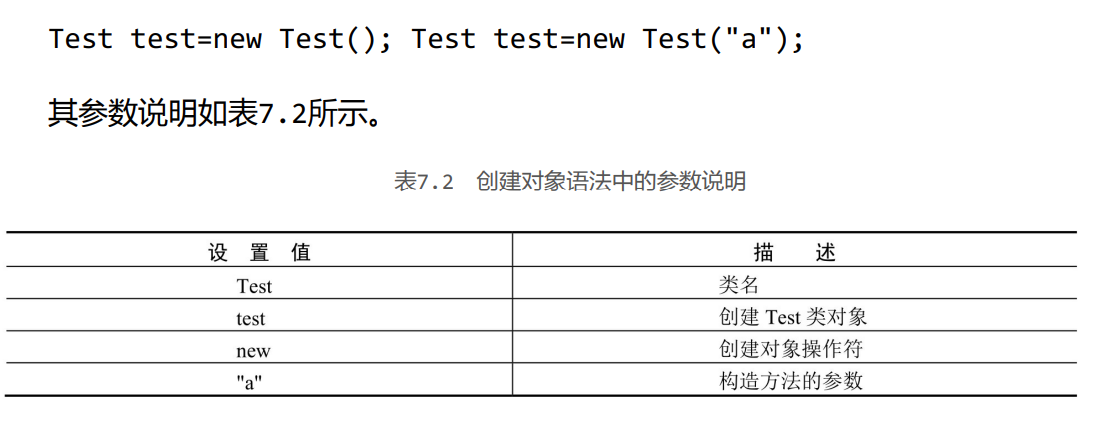 Test test=new Test(); Test test=new Test("a");
其参数说明如表7.2所示。
表7.2 创建对象语法中的参数说明
设 置 值 描 述
Test 类名
test 创建 Test 类对象
new 创建对象操作符
"a" 构造方法的参数